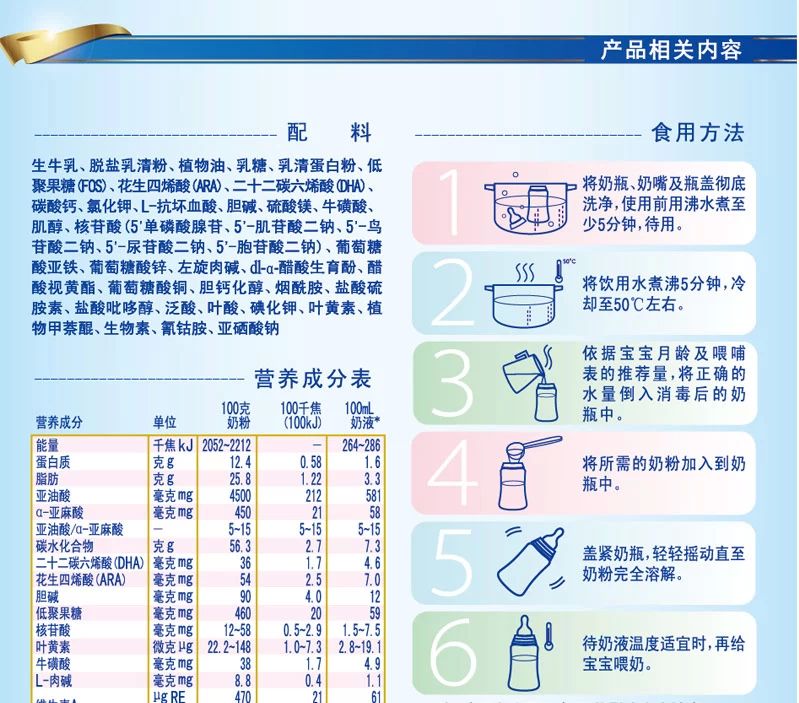 产品相关内容
配 料
生牛乳、脱盐乳清粉、植物油、乳糖、乳清蛋白粉、低
聚果糖(FOS)、花生四烯酸(ARA)、二十二碳六烯酸(DHA)、
碳酸钙、氯化钾、L-抗坏血酸、胆碱、硫酸镁、牛磺酸、
肌醇、核苷酸(5'单磷酸腺苷、5'-肌苷酸二钠、5'-鸟
苷酸二钠、5'-尿苷酸二钠、5'-胞苷酸二钠)、葡萄糖
酸亚铁、葡萄糖酸锌、左旋肉碱、dl-α-醋酸生育酚、醋
酸视黄酯、葡萄糖酸铜、胆钙化醇、烟酰胺、盐酸硫
胺素、盐酸吡哆醇、泛酸、叶酸、碘化钾、叶黄素、植
物甲萘醌、生物素、氰钴胺、亚硒酸钠
营养成分表
营养成分 单位 100克奶粉 100千焦(100kJ) 100mL奶液*
能量 千焦kJ 2052~2212 — 264~286
蛋白质 克g 12.4 0.58 1.6
脂肪 克g 25.8 1.22 3.3
亚油酸 毫克mg 4500 212 581
α-亚麻酸 毫克mg 450 21 58
亚油酸/α-亚麻酸 — 5~15 5~15 5~15
碳水化合物 克g 56.3 2.7 7.3
二十二碳六烯酸(DHA) 毫克mg 36 1.7 4.6
花生四烯酸(ARA) 毫克mg 54 2.5 7.0
胆碱 毫克mg 90 4.0 12
低聚果糖 毫克mg 460 20 59
核苷酸 毫克mg 12~58 0.5~2.9 1.5~7.5
叶黄素 微克μg 22.2~148 1.0~7.3 2.8~19.1
牛磺酸 毫克mg 38 1.7 4.9
L-肉碱 毫克mg 8.8 0.4 1.1
μg RE 470 21 61
食用方法
1
将奶瓶、奶嘴及瓶盖彻底
洗净,使用前用沸水煮至
少5分钟,待用。
2
50℃
将饮用水煮沸5分钟,冷
却至50℃左右。
3
依据宝宝月龄及喂哺
表的推荐量,将正确的
水量倒入消毒后的奶
瓶中。
4
将所需的奶粉加入到奶
瓶中。
5
盖紧奶瓶,轻轻摇动直至
奶粉完全溶解。
6
待奶液温度适宜时,再给
宝宝喂奶。